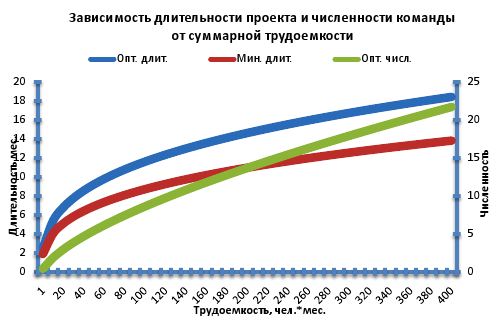 Зависимость длительности проекта и численности команды
от суммарной трудоемкости
Опт. длит. Мин. длит. Опт. числ.
Длительность, мес.
20
18
16
14
12
10
8
6
4
2
0
25
20
15
10
5
0
Численность
1 20 40 60 80 100 120 140 160 180 200 220 240 260 280 300 320 340 360 380 400
Трудоемкость, чел.*мес.